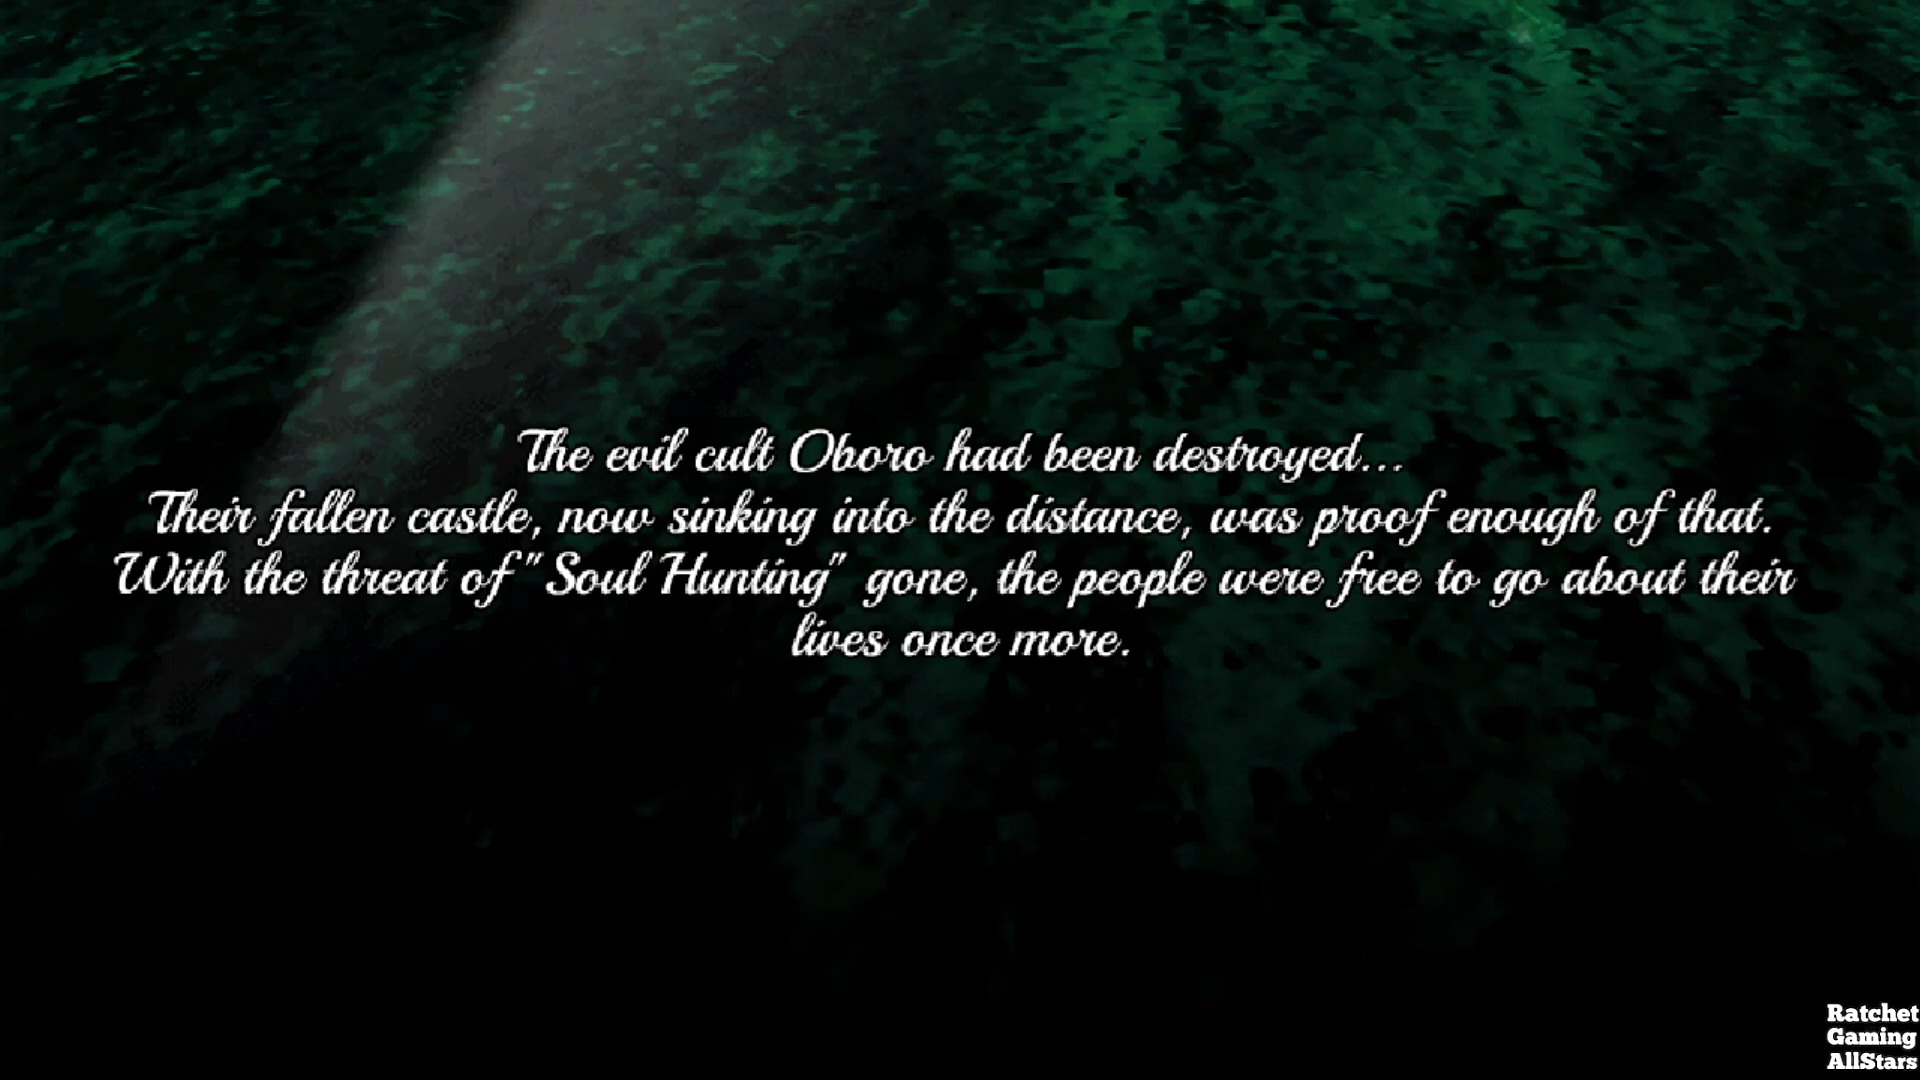 The evil cult Oboro had been destroyed...
Their fallen castle, now sinking into the distance, was proof enough of that.
With the threat of "Soul Hunting" gone, the people were free to go about their
lives once more.
Ratchet
Gaming
AllStars